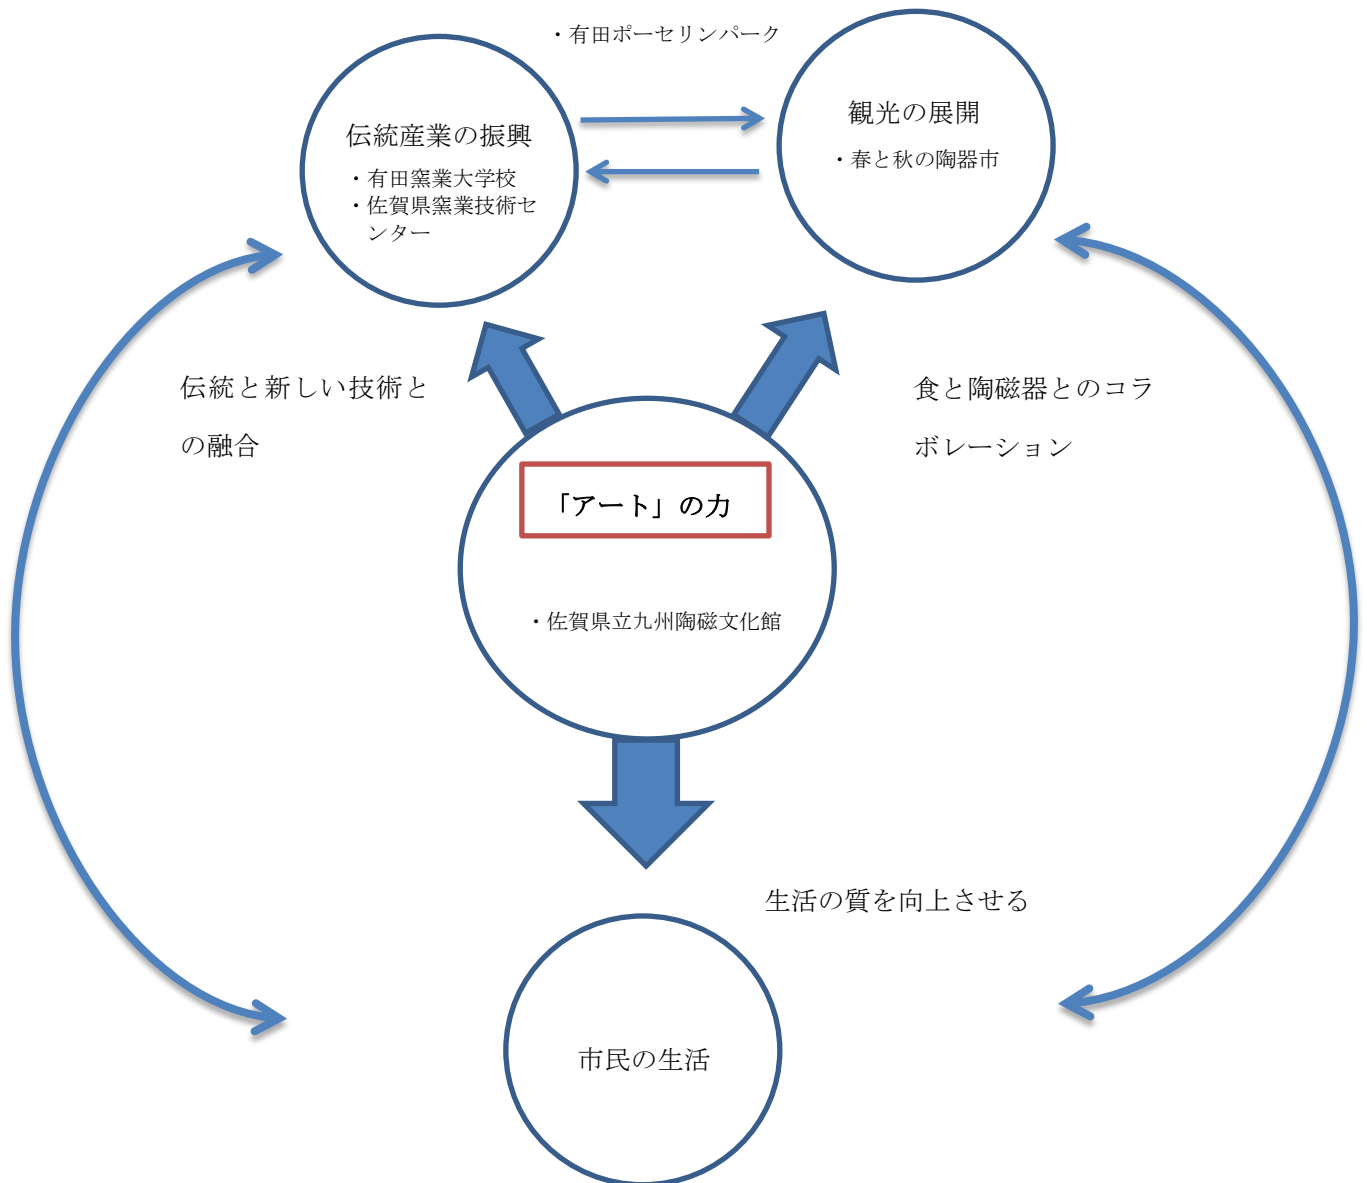 ・有田ポーセリンパーク
伝統産業の振興
・有田窯業大学校
・佐賀県窯業技術セ
ンター
観光の展開
・春と秋の陶器市
伝統と新しい技術と
の融合
食と陶磁器とのコラ
ボレーション
「アート」の力
・佐賀県立九州陶磁文化館
生活の質を向上させる
市民の生活